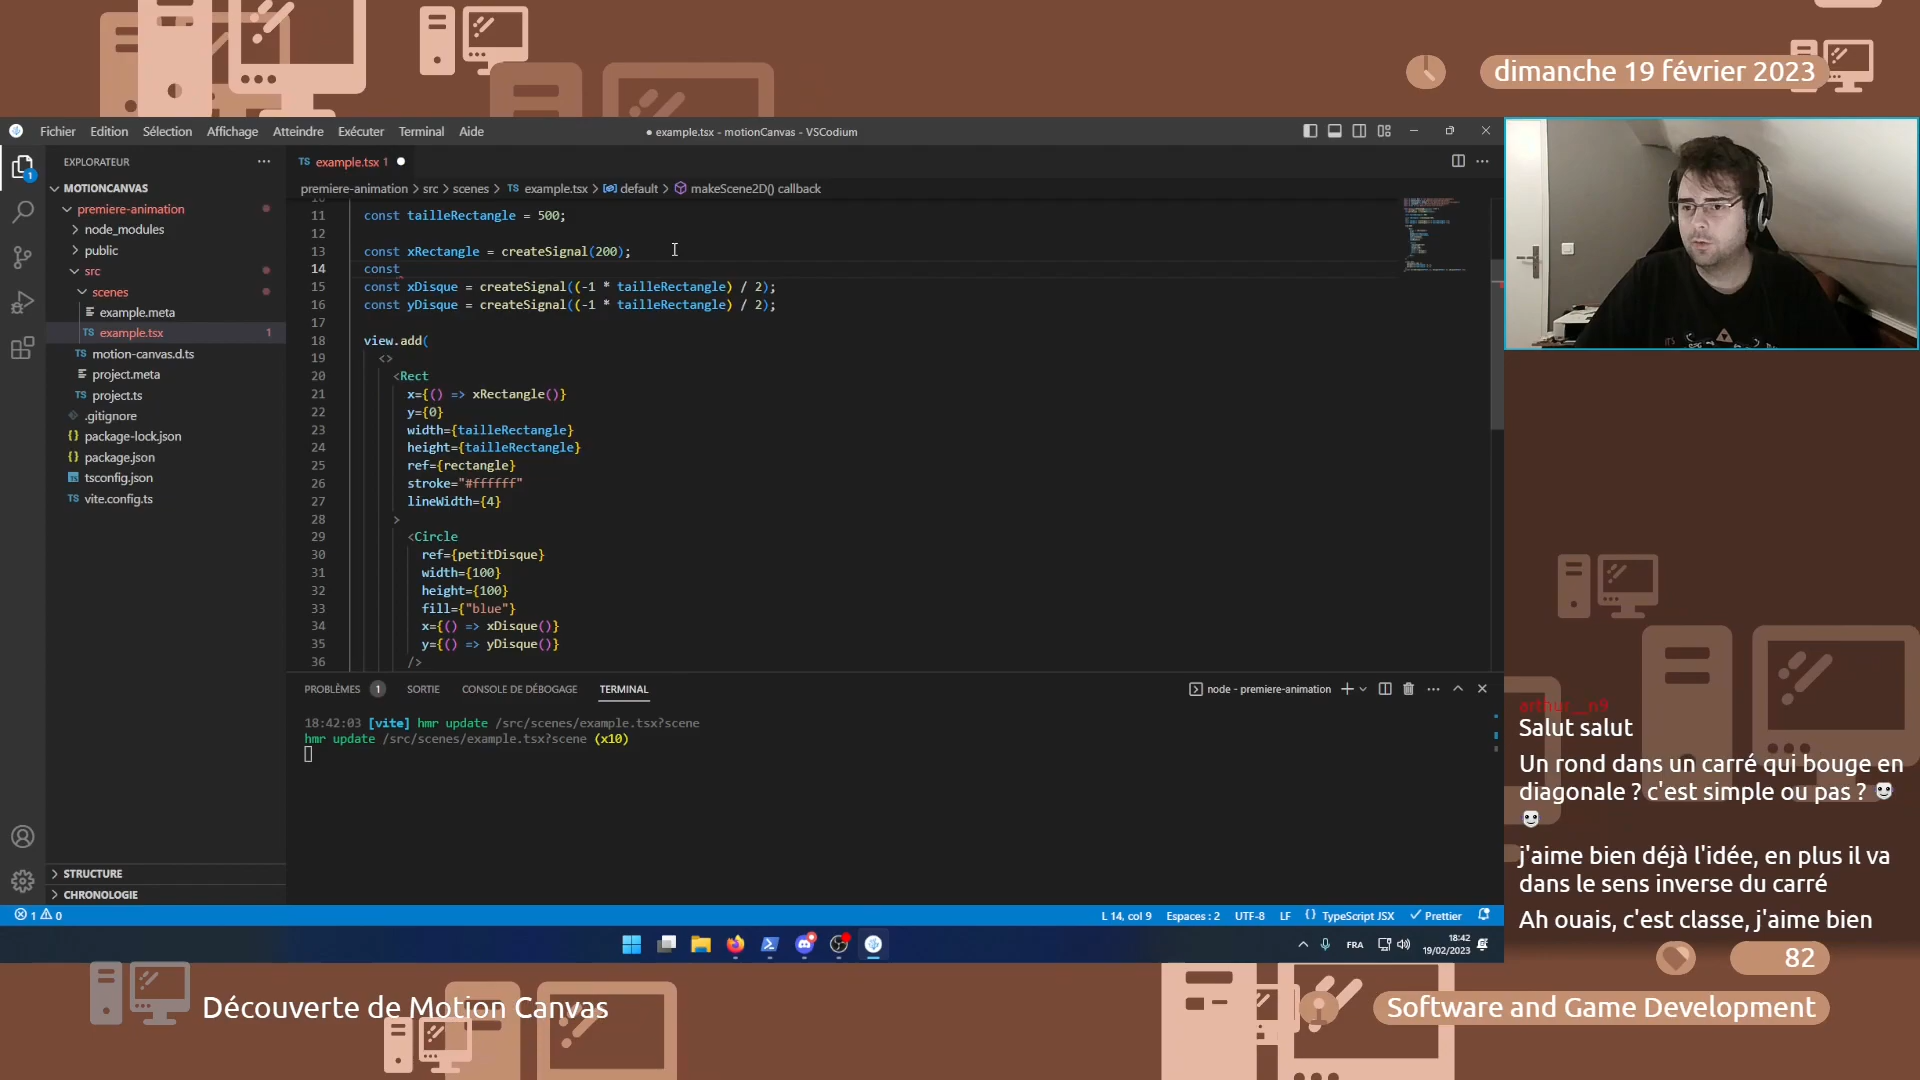 dimanche 19 février 2023
Fichier Edition Sélection Affichage Atteindre Exécuter Terminal Aide
● example.tsx - motionCanvas - VSCodium
EXPLORATEUR
TS example.tsx 1 ●
premiere-animation > src > scenes > TS example.tsx > default > makeScene2D() callback
MOTIONCANVAS
premiere-animation
node_modules
public
src
scenes
example.meta
TS example.tsx 1
TS motion-canvas.d.ts
project.meta
TS project.ts
.gitignore
{} package-lock.json
{} package.json
tsconfig.json
TS vite.config.ts
STRUCTURE
CHRONOLOGIE
11 const tailleRectangle = 500;
12
13 const xRectangle = createSignal(200);
14 const
15 const xDisque = createSignal((-1 * tailleRectangle) / 2);
16 const yDisque = createSignal((-1 * tailleRectangle) / 2);
17
18 view.add(
19 <>
20 <Rect
21 x={() => xRectangle()}
22 y={0}
23 width={tailleRectangle}
24 height={tailleRectangle}
25 ref={rectangle}
26 stroke="#ffffff"
27 lineWidth={4}
28 >
29 <Circle
30 ref={petitDisque}
31 width={100}
32 height={100}
33 fill={"blue"}
34 x={() => xDisque()}
35 y={() => yDisque()}
36 />
PROBLÈMES 1 SORTIE CONSOLE DE DÉBOGAGE TERMINAL
node - premiere-animation
18:42:03 [vite] hmr update /src/scenes/example.tsx?scene
hmr update /src/scenes/example.tsx?scene (x10)
1 0
L 14, col 9 Espaces : 2 UTF-8 LF {} TypeScript JSX Prettier
FRA
18:42
19/02/2023
arthur__n9
Salut salut
Un rond dans un carré qui bouge en
diagonale ? c'est simple ou pas ?
j'aime bien déjà l'idée, en plus il va
dans le sens inverse du carré
Ah ouais, c'est classe, j'aime bien
82
Découverte de Motion Canvas
Software and Game Development